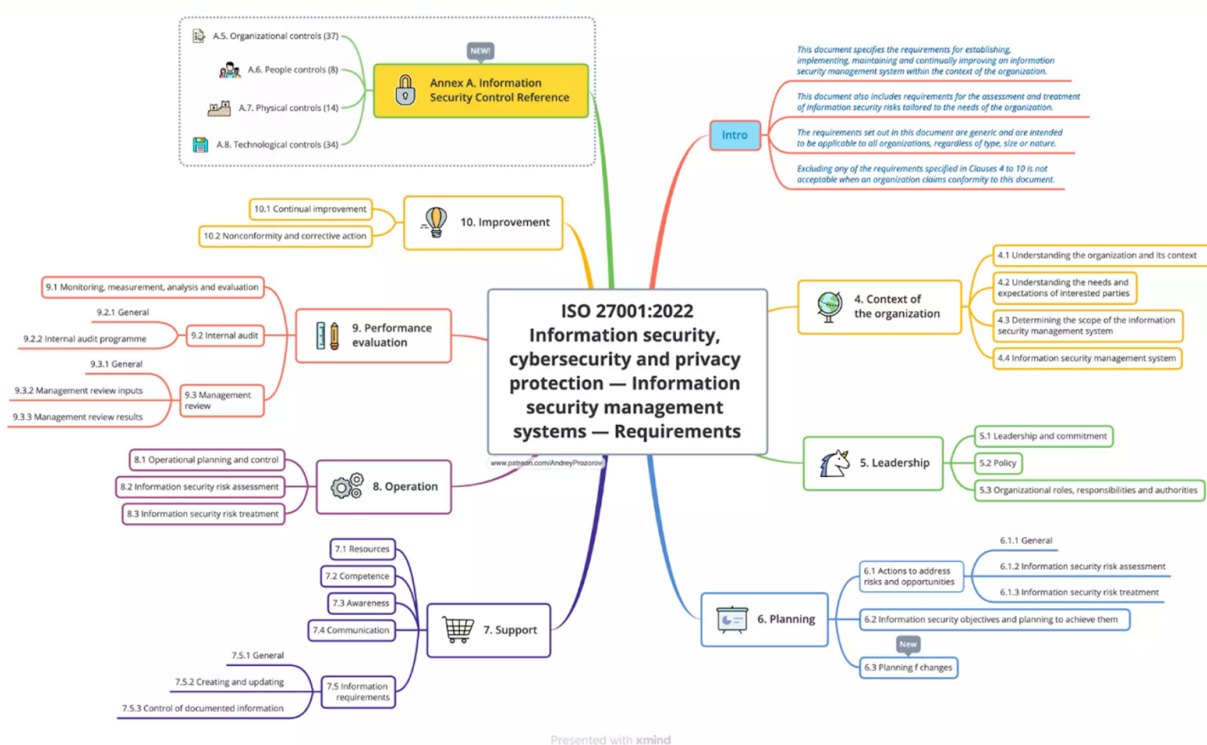 ISO 27001:2022
Information security,
cybersecurity and privacy
protection — Information
security management
systems — Requirements
www.patreon.com/AndreyProzorov
Intro
This document specifies the requirements for establishing,
implementing, maintaining and continually improving an information
security management system within the context of the organization.
This document also includes requirements for the assessment and treatment
of information security risks tailored to the needs of the organization.
The requirements set out in this document are generic and are intended
to be applicable to all organizations, regardless of type, size or nature.
Excluding any of the requirements specified in Clauses 4 to 10 is not
acceptable when an organization claims conformity to this document.
4. Context of
the organization
4.1 Understanding the organization and its context
4.2 Understanding the needs and
expectations of interested parties
4.3 Determining the scope of the information
security management system
4.4 Information security management system
5. Leadership
5.1 Leadership and commitment
5.2 Policy
5.3 Organizational roles, responsibilities and authorities
6. Planning
6.1 Actions to address
risks and opportunities
6.1.1 General
6.1.2 Information security risk assessment
6.1.3 Information security risk treatment
6.2 Information security objectives and planning to achieve them
New
6.3 Planning f changes
7. Support
7.1 Resources
7.2 Competence
7.3 Awareness
7.4 Communication
7.5 Information
requirements
7.5.1 General
7.5.2 Creating and updating
7.5.3 Control of documented information
8. Operation
8.1 Operational planning and control
8.2 Information security risk assessment
8.3 Information security risk treatment
9. Performance
evaluation
9.1 Monitoring, measurement, analysis and evaluation
9.2 Internal audit
9.2.1 General
9.2.2 Internal audit programme
9.3 Management
review
9.3.1 General
9.3.2 Management review inputs
9.3.3 Management review results
10. Improvement
10.1 Continual improvement
10.2 Nonconformity and corrective action
NEW!
Annex A. Information
Security Control Reference
A.5. Organizational controls (37)
A.6. People controls (8)
A.7. Physical controls (14)
A.8. Technological controls (34)
Presented with xmind